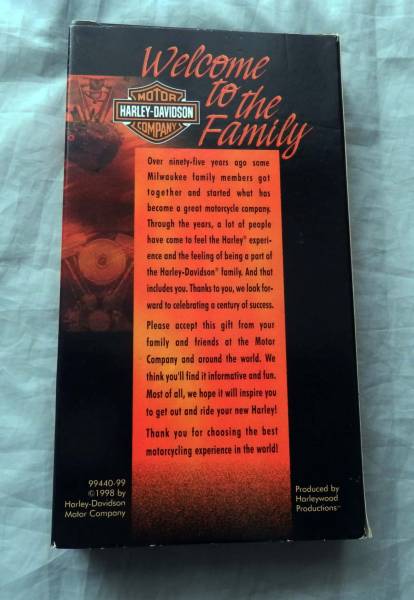 Welcome
to the
Family
MOTOR
HARLEY-DAVIDSON
COMPANY
Over ninety-five years ago some
Milwaukee family members got
together and started what has
become a great motorcycle company.
Through the years, a lot of people
have come to feel the Harley® experi-
ence and the feeling of being a part of
the Harley-Davidson® family. And that
includes you. Thanks to you, we look for-
ward to celebrating a century of success.
Please accept this gift from your
family and friends at the Motor
Company and around the world. We
think you'll find it informative and fun.
Most of all, we hope it will inspire you
to get out and ride your new Harley!
Thank you for choosing the best
motorcycling experience in the world!
99440-99
©1998 by
Harley-Davidson
Motor Company
Produced by
Harleywood
Productions™